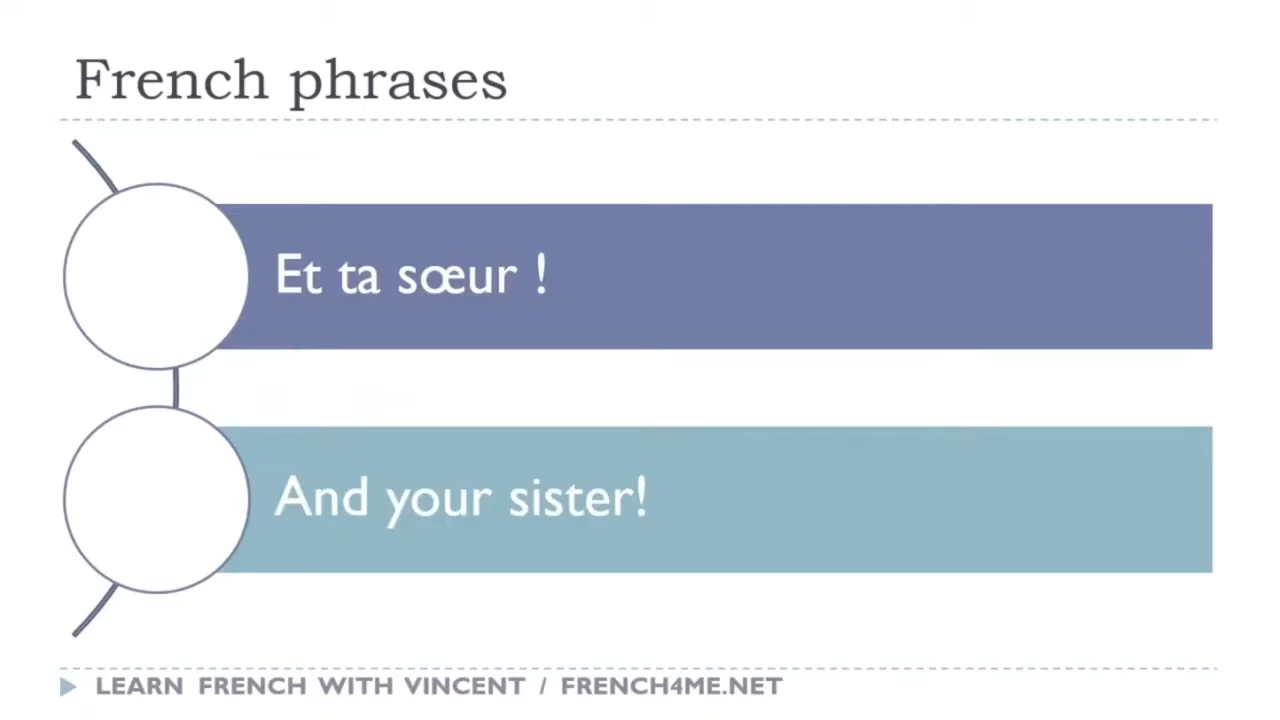 French phrases
Et ta sœur !
And your sister!
LEARN FRENCH WITH VINCENT / FRENCH4ME.NET